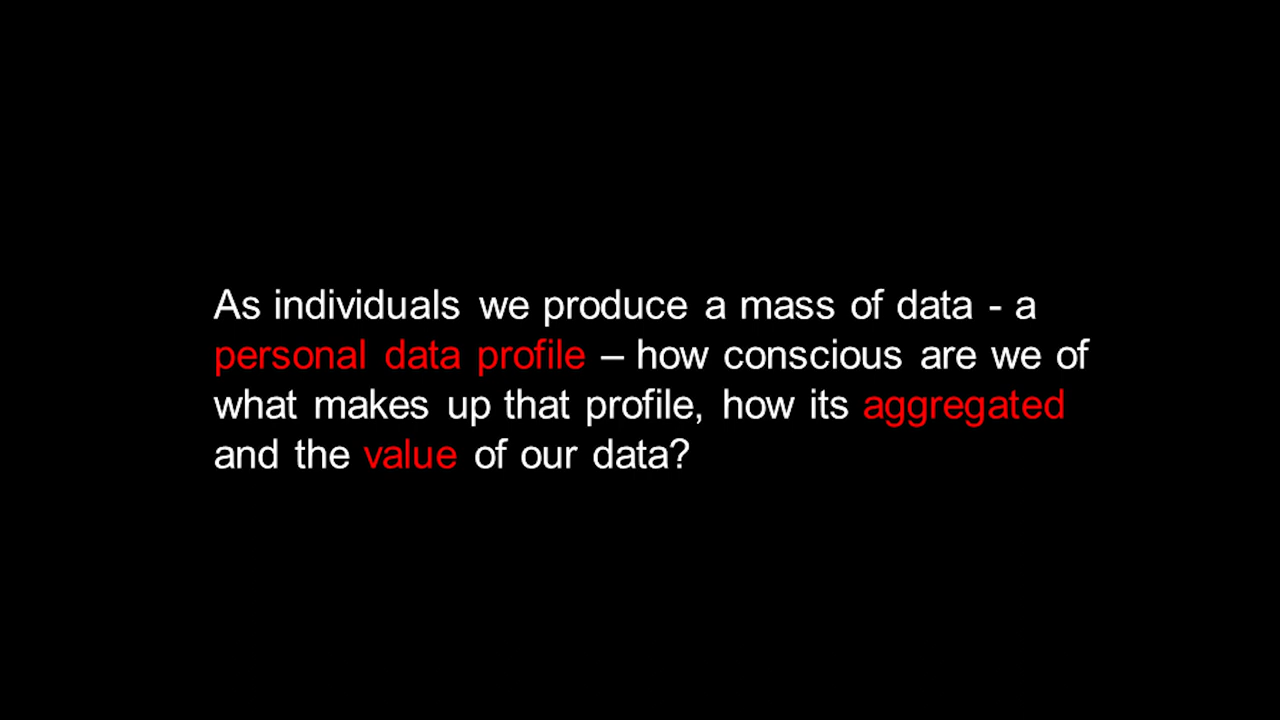 As individuals we produce a mass of data - a
personal data profile – how conscious are we of
what makes up that profile, how its aggregated
and the value of our data?